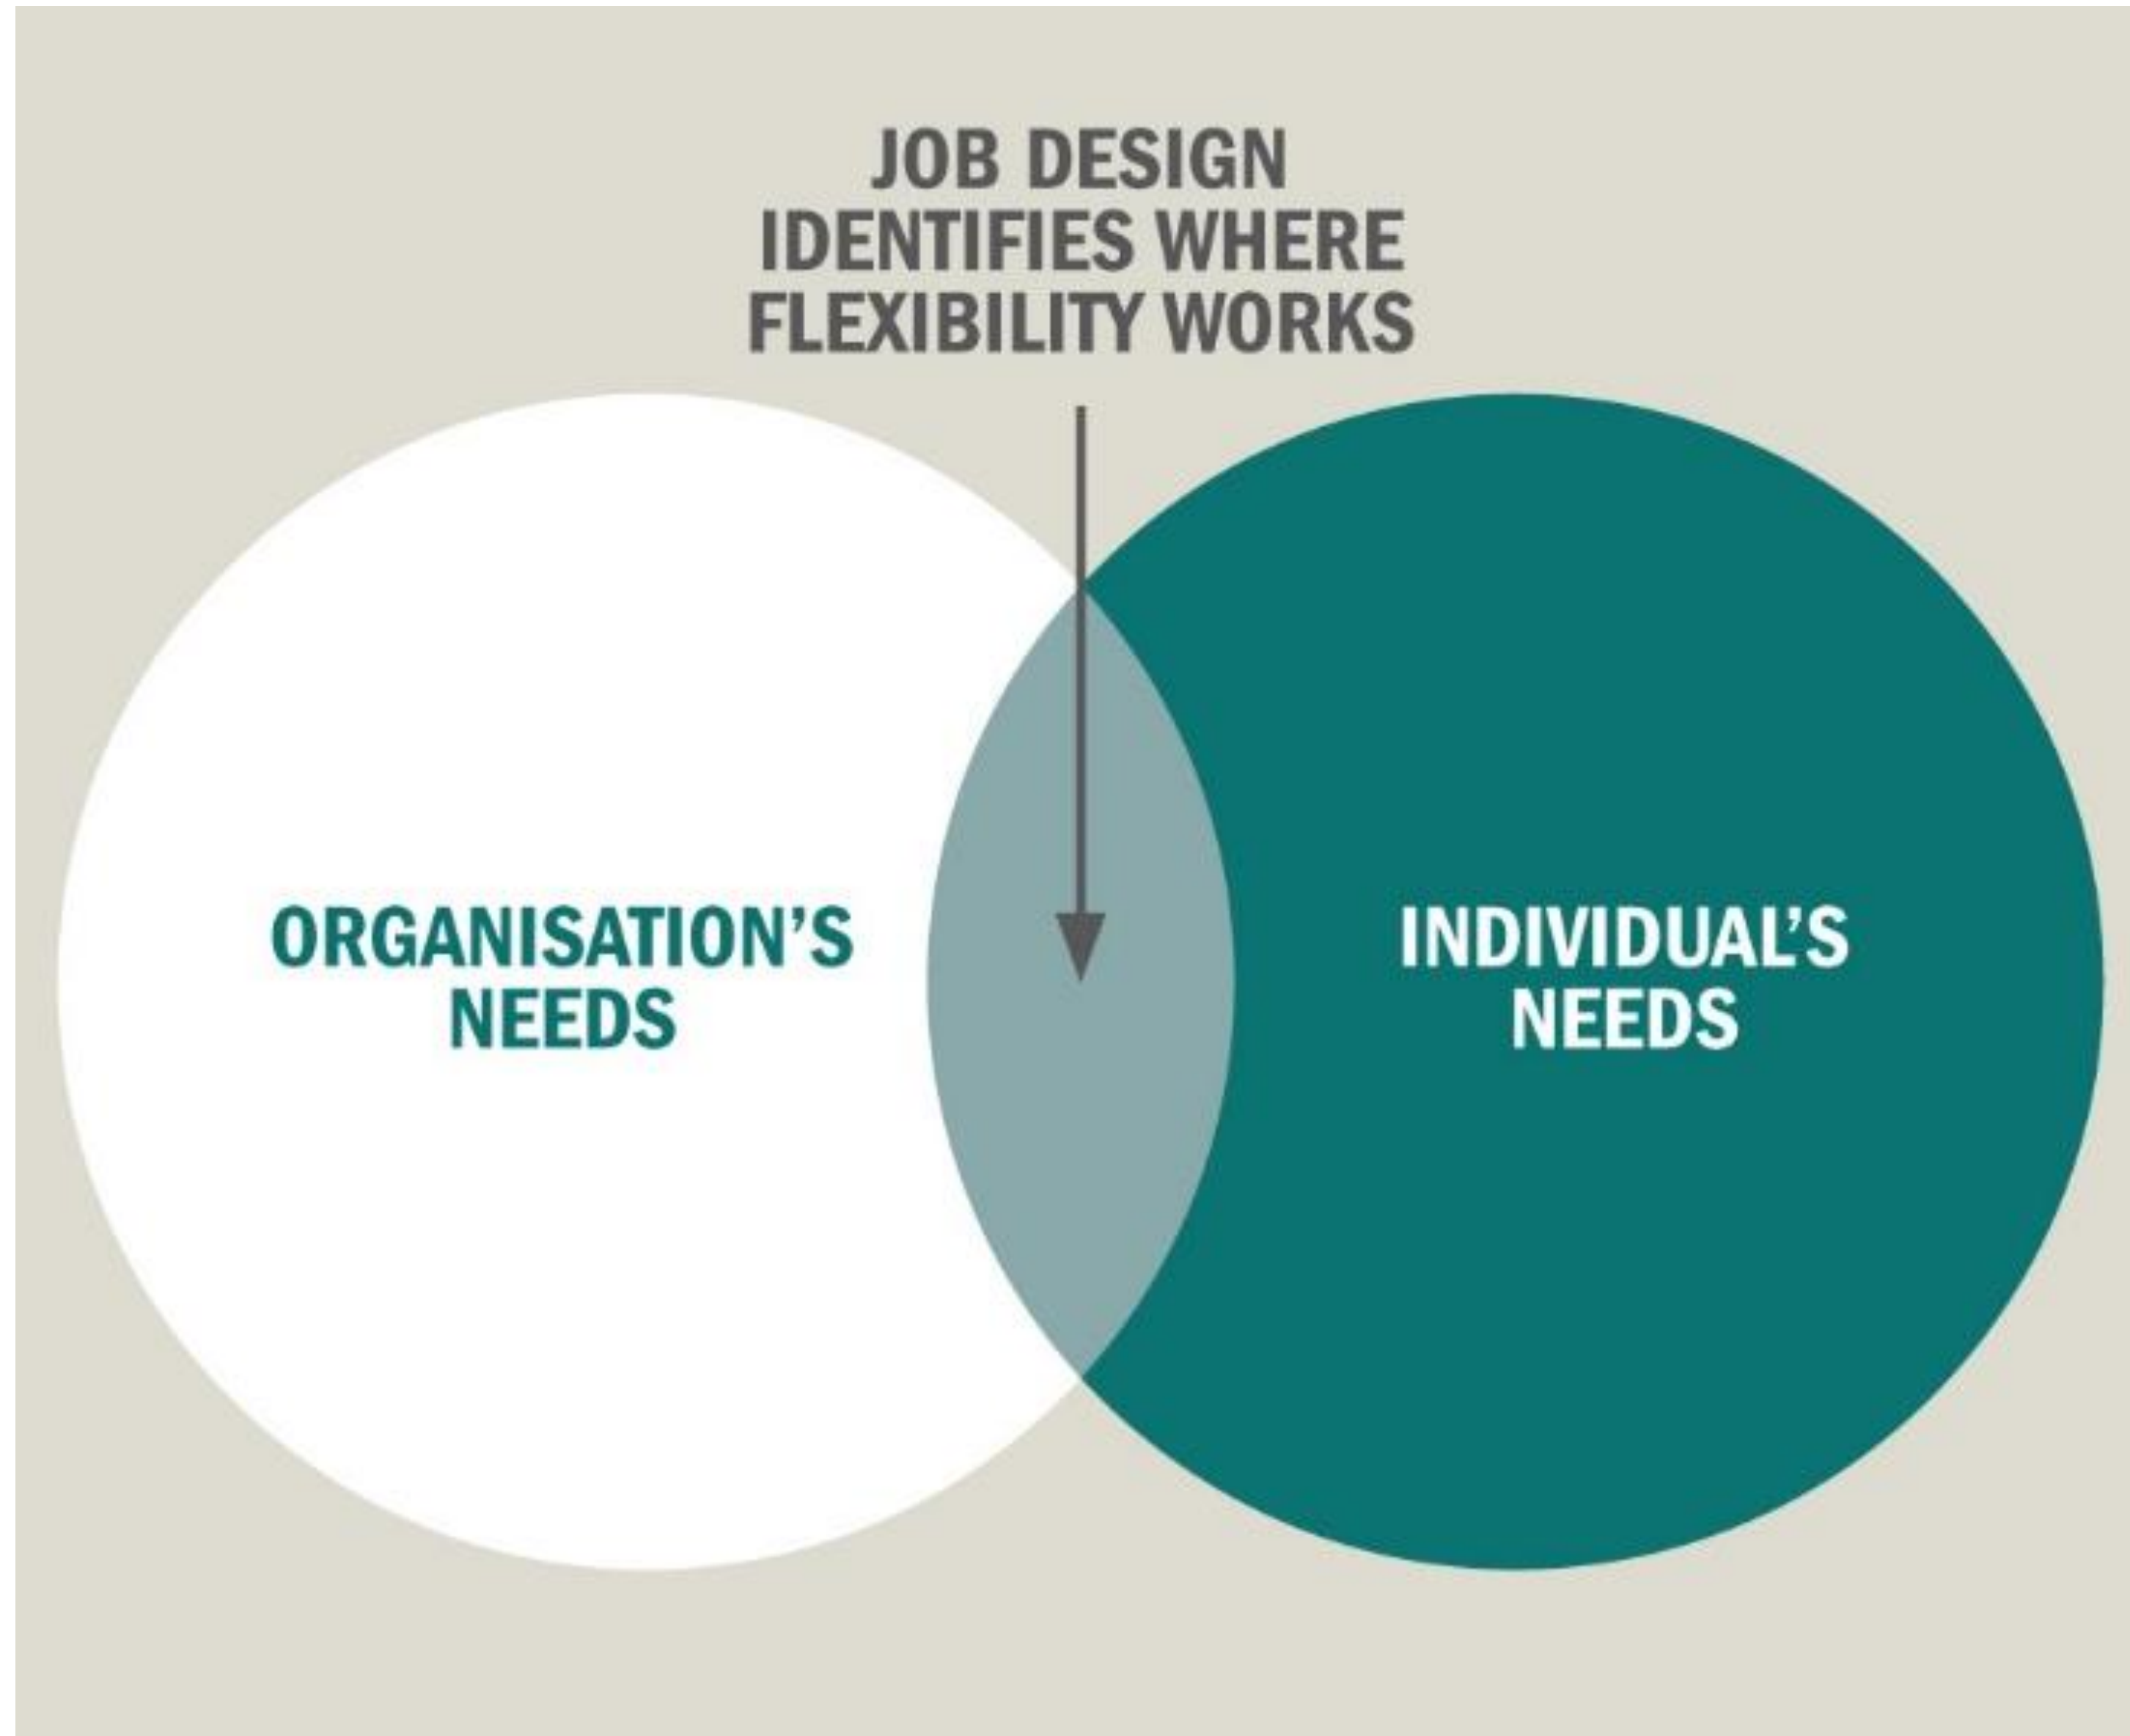 JOB DESIGN
IDENTIFIES WHERE
FLEXIBILITY WORKS
ORGANISATION’S
NEEDS
INDIVIDUAL’S
NEEDS